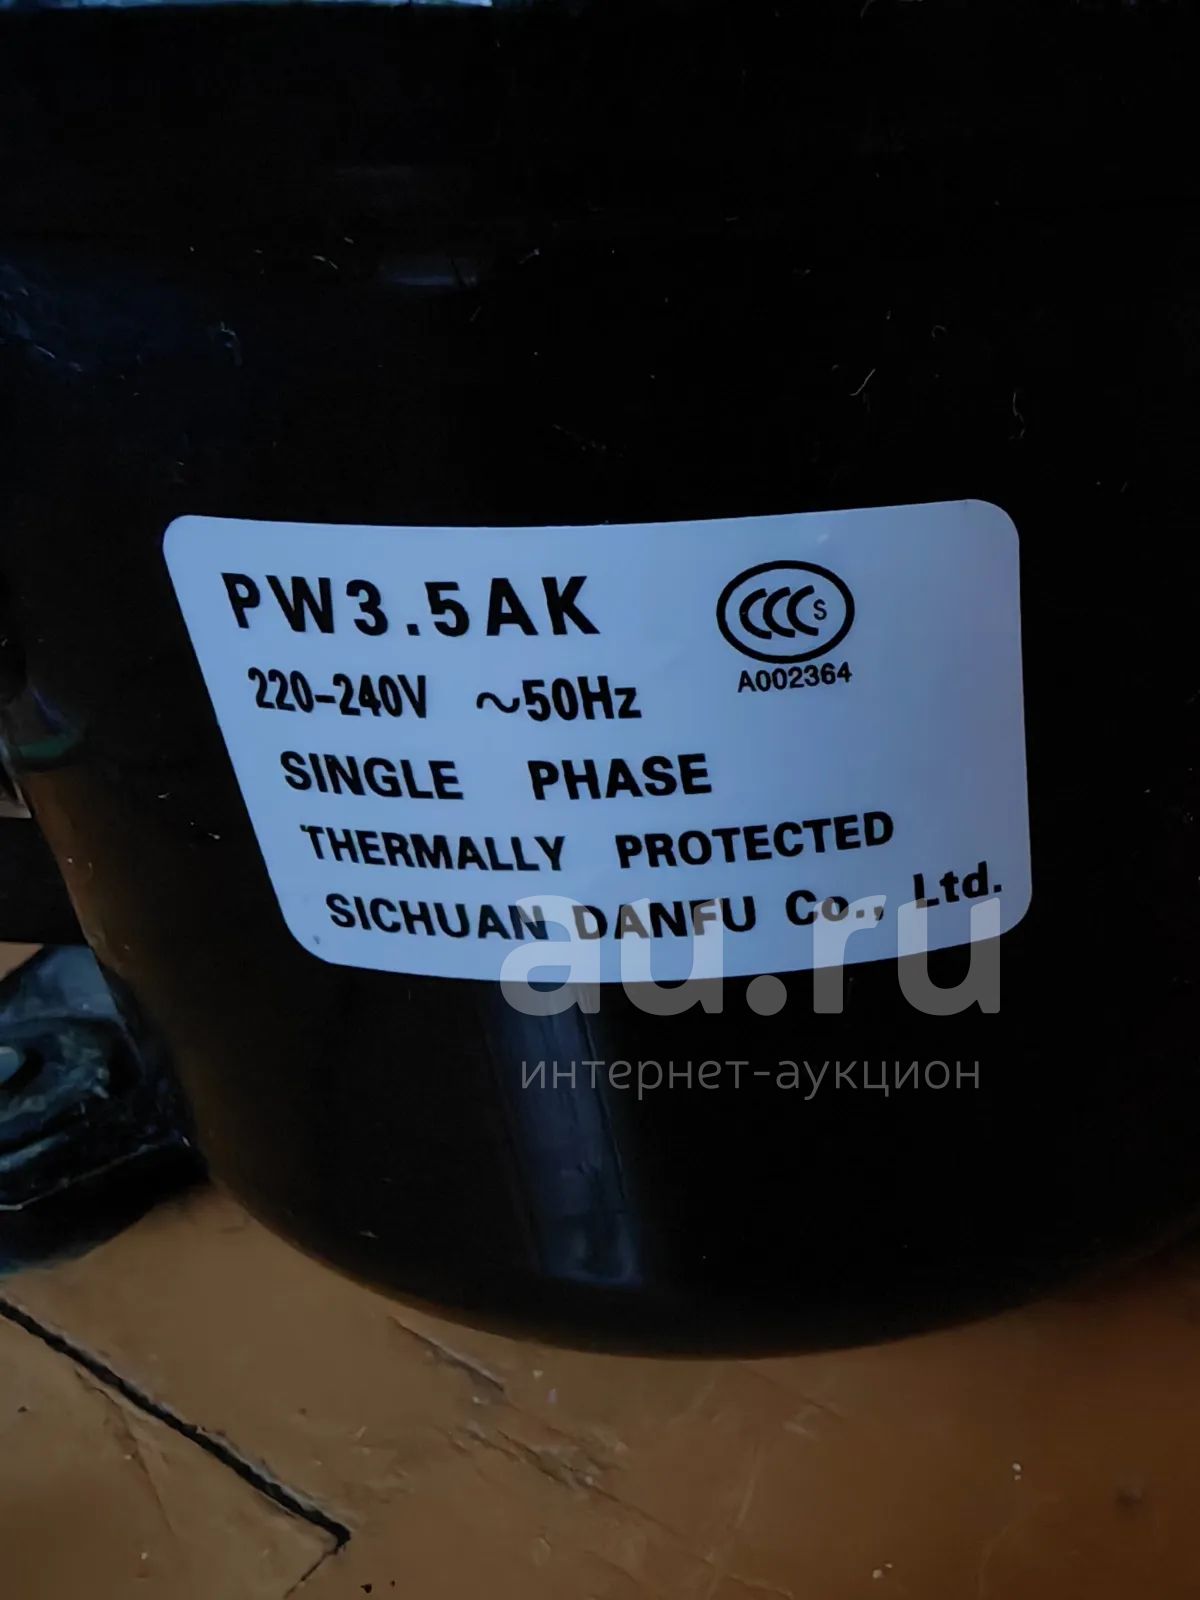 PW3.5AK
CCC S
A002364
220-240V ~50Hz
SINGLE PHASE
THERMALLY PROTECTED
SICHUAN DANFU Co., Ltd.
au.ru
интернет-аукцион